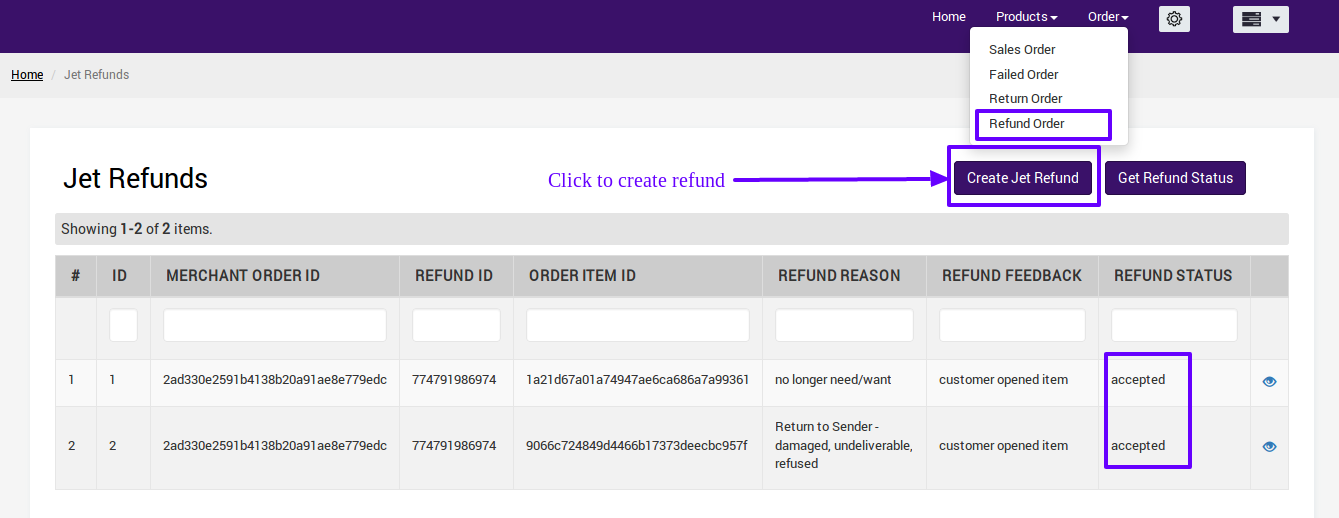 Home Products Order
Sales Order
Failed Order
Return Order
Refund Order
Home / Jet Refunds
Jet Refunds
Click to create refund
Create Jet Refund
Get Refund Status
Showing 1-2 of 2 items.
# ID MERCHANT ORDER ID REFUND ID ORDER ITEM ID REFUND REASON REFUND FEEDBACK REFUND STATUS
1 1 2ad330e2591b4138b20a91ae8e779edc 774791986974 1a21d67a01a74947ae6ca686a7a99361 no longer need/want customer opened item accepted
2 2 2ad330e2591b4138b20a91ae8e779edc 774791986974 9066c724849d4466b17373deecbc957f Return to Sender -
damaged, undeliverable,
refused
customer opened item accepted